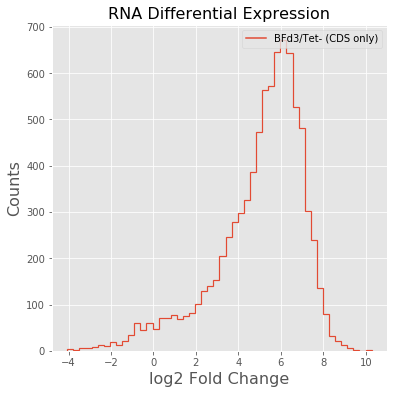 RNA Differential Expression
BFd3/Tet- (CDS only)
700
600
500
400
300
200
100
0
Counts
−4 −2 0 2 4 6 8 10
log2 Fold Change